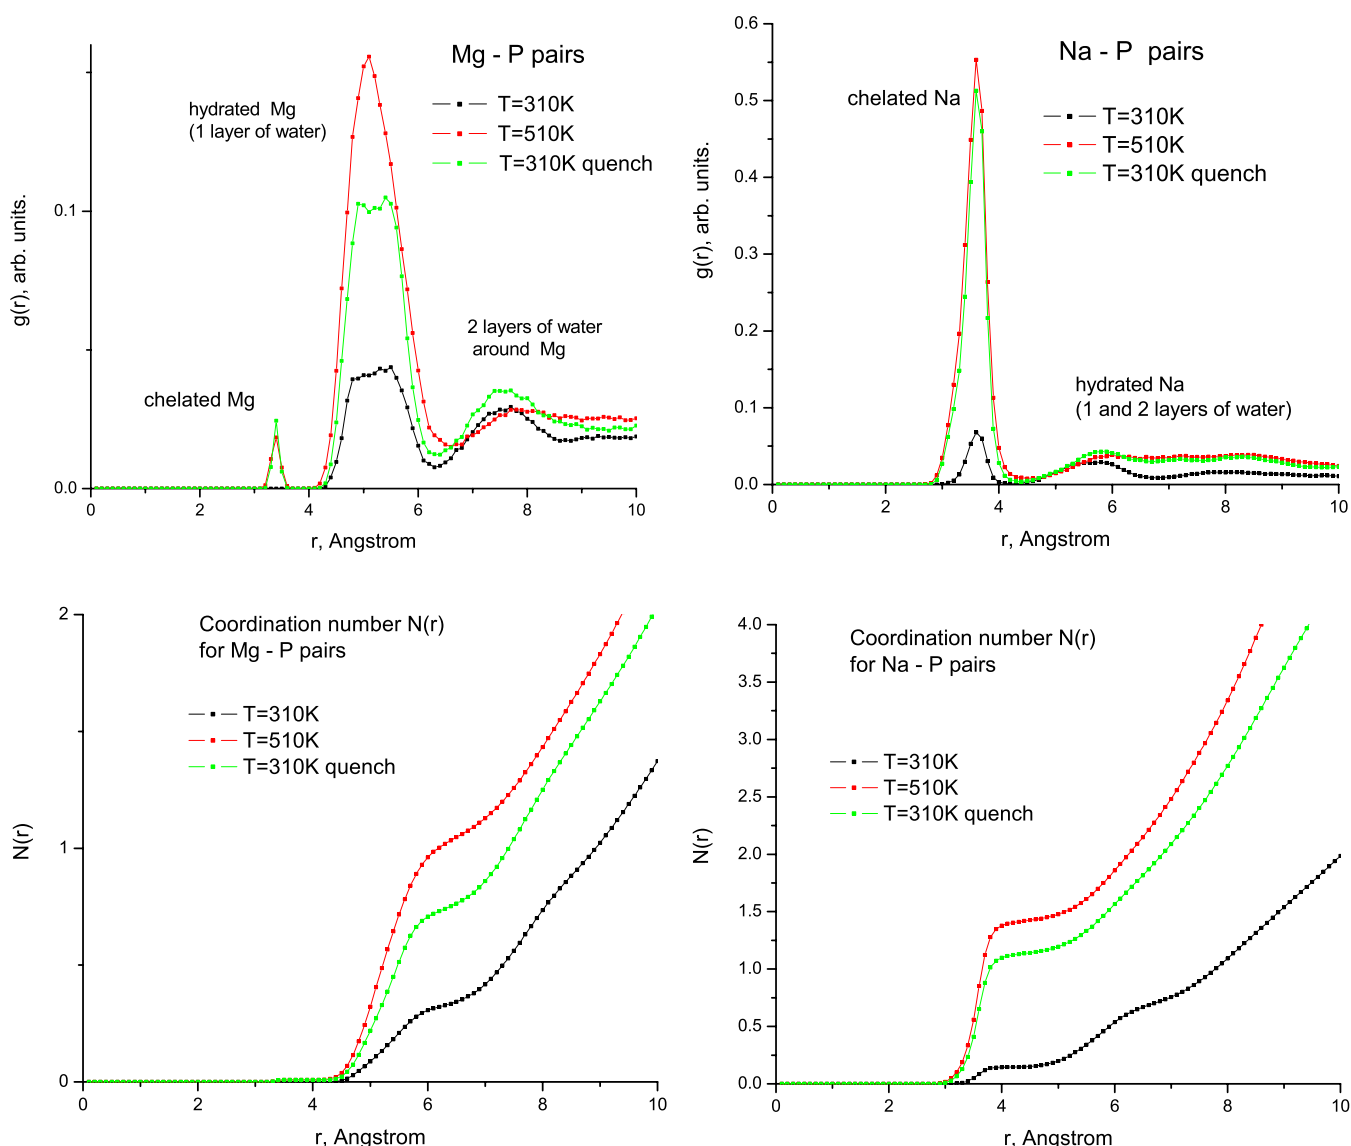 Mg - P pairs
T=310K
T=510K
T=310K quench
hydrated Mg
(1 layer of water)
chelated Mg
2 layers of water
around Mg
g(r), arb. units.
0.1
0.0
0
2
4
6
8
10
r, Angstrom
Na - P pairs
T=310K
T=510K
T=310K quench
chelated Na
hydrated Na
(1 and 2 layers of water)
g(r), arb. units.
0.6
0.5
0.4
0.3
0.2
0.1
0.0
0
2
4
6
8
10
r, Angstrom
Coordination number N(r)
for Mg - P pairs
T=310K
T=510K
T=310K quench
N(r)
2
1
0
0
2
4
6
8
10
r, Angstrom
Coordination number N(r)
for Na - P pairs
T=310K
T=510K
T=310K quench
N(r)
4.0
3.5
3.0
2.5
2.0
1.5
1.0
0.5
0.0
0
2
4
6
8
10
r, Angstrom